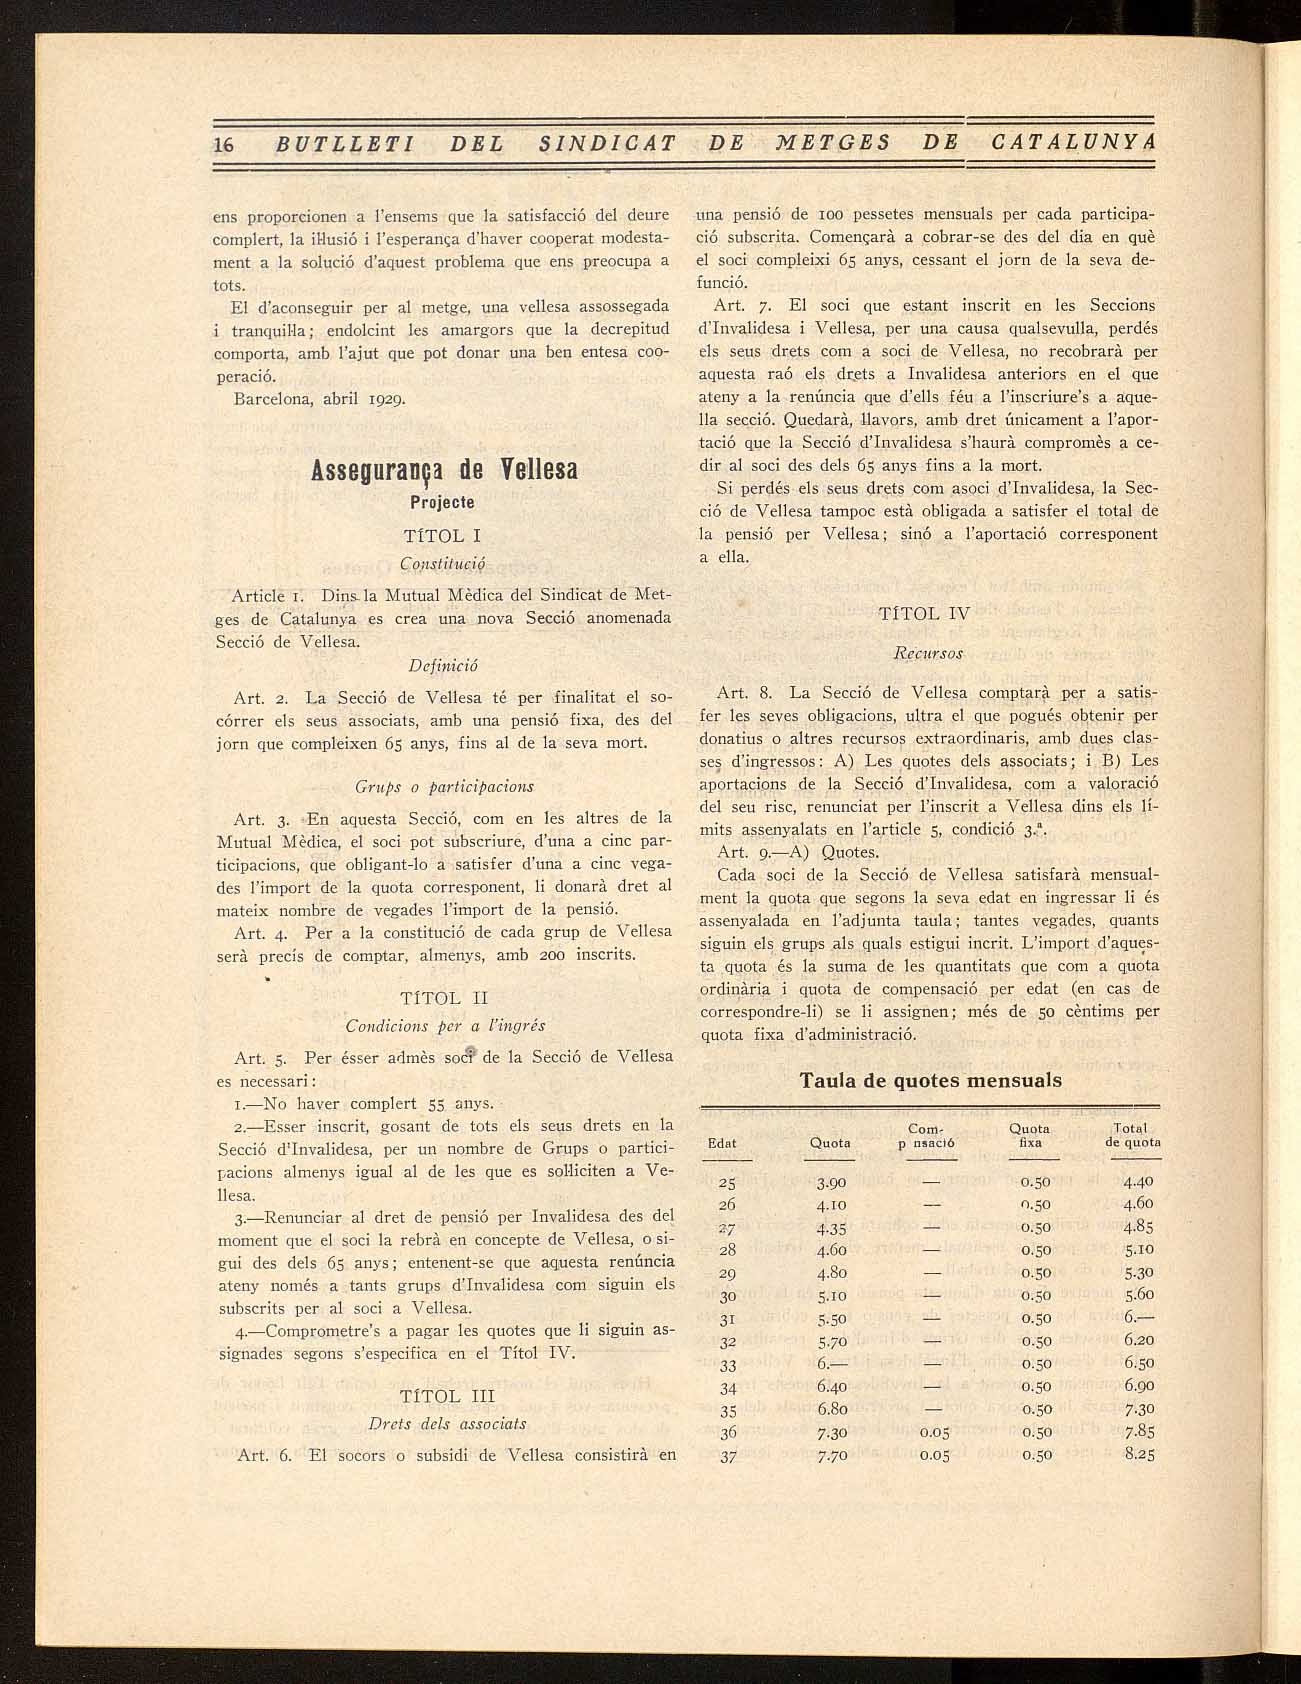 16 BUTLLETI DEL SINDICAT DE METGES DE CATALUNYA
ens proporcionen a l'ensems que la satisfacció del deure
complert, la il·lusió i l'esperança d'haver cooperat modesta-
ment a la solució d'aquest problema que ens preocupa a
tots.
El d'aconseguir per al metge, una vellesa assossegada
i tranquil·la; endolcint les amargors que la decrepitud
comporta, amb l'ajut que pot donar una ben entesa coo-
peració.
Barcelona, abril 1929.
Assegurança de Vellesa
Projecte
TÍTOL I
Constitució
Article 1. Dins la Mutual Mèdica del Sindicat de Met-
ges de Catalunya es crea una nova Secció anomenada
Secció de Vellesa.
Definició
Art. 2. La Secció de Vellesa té per finalitat el so-
córrer els seus associats, amb una pensió fixa, des del
jorn que compleixen 65 anys, fins al de la seva mort.
Grups o participacions
Art. 3. En aquesta Secció, com en les altres de la
Mutual Mèdica, el soci pot subscriure, d'una a cinc par-
ticipacions, que obligant-lo a satisfer d'una a cinc vega-
des l'import de la quota corresponent, li donarà dret al
mateix nombre de vegades l'import de la pensió.
Art. 4. Per a la constitució de cada grup de Vellesa
serà precís de comptar, almenys, amb 200 inscrits.
TÍTOL II
Condicions per a l'ingrés
Art. 5. Per ésser admès soci de la Secció de Vellesa
es necessari:
1.—No haver complert 55 anys.
2.—Esser inscrit, gosant de tots els seus drets en la
Secció d'Invalidesa, per un nombre de Grups o partici-
pacions almenys igual al de les que es sol·liciten a Ve-
llesa.
3.—Renunciar al dret de pensió per Invalidesa des del
moment que el soci la rebrà en concepte de Vellesa, o si-
gui des dels 65 anys; entenent-se que aquesta renúncia
ateny només a tants grups d'Invalidesa com siguin els
subscrits per al soci a Vellesa.
4.—Comprometre's a pagar les quotes que li siguin as-
signades segons s'especifica en el Títol IV.
TÍTOL III
Drets dels associats
Art. 6. El socors o subsidi de Vellesa consistirà en
una pensió de 100 pessetes mensuals per cada participa-
ció subscrita. Començarà a cobrar-se des del dia en què
el soci compleixi 65 anys, cessant el jorn de la seva de-
funció.
Art. 7. El soci que estant inscrit en les Seccions
d'Invalidesa i Vellesa, per una causa qualsevulla, perdés
els seus drets com a soci de Vellesa, no recobrarà per
aquesta raó els drets a Invalidesa anteriors en el que
ateny a la renúncia que d'ells féu a l'inscriure's a aque-
lla secció. Quedarà, llavors, amb dret únicament a l'apor-
tació que la Secció d'Invalidesa s'haurà compromès a ce-
dir al soci des dels 65 anys fins a la mort.
Si perdés els seus drets com asoci d'Invalidesa, la Sec-
ció de Vellesa tampoc està obligada a satisfer el total de
la pensió per Vellesa; sinó a l'aportació corresponent
a ella.
TÍTOL IV
Recursos
Art. 8. La Secció de Vellesa comptarà per a satis-
fer les seves obligacions, ultra el que pogués obtenir per
donatius o altres recursos extraordinaris, amb dues clas-
ses d'ingressos: A) Les quotes dels associats; i B) Les
aportacions de la Secció d'Invalidesa, com a valoració
del seu risc, renunciat per l'inscrit a Vellesa dins els lí-
mits assenyalats en l'article 5, condició 3.ª.
Art. 9.—A) Quotes.
Cada soci de la Secció de Vellesa satisfarà mensual-
ment la quota que segons la seva edat en ingressar li és
assenyalada en l'adjunta taula; tantes vegades, quants
siguin els grups als quals estigui incrit. L'import d'aques-
ta quota és la suma de les quantitats que com a quota
ordinària i quota de compensació per edat (en cas de
correspondre-li) se li assignen; més de 50 cèntims per
quota fixa d'administració.
Taula de quotes mensuals
Edat Quota Com- p nsació Quota fixa Total de quota
25 3.90 — 0.50 4.40
26 4.10 — 0.50 4.60
27 4.35 — 0.50 4.85
28 4.60 — 0.50 5.10
29 4.80 — 0.50 5.30
30 5.10 — 0.50 5.60
31 5.50 — 0.50 6.—
32 5.70 — 0.50 6.20
33 6.— — 0.50 6.50
34 6.40 — 0.50 6.90
35 6.80 — 0.50 7.30
36 7.30 0.05 0.50 7.85
37 7.70 0.05 0.50 8.25